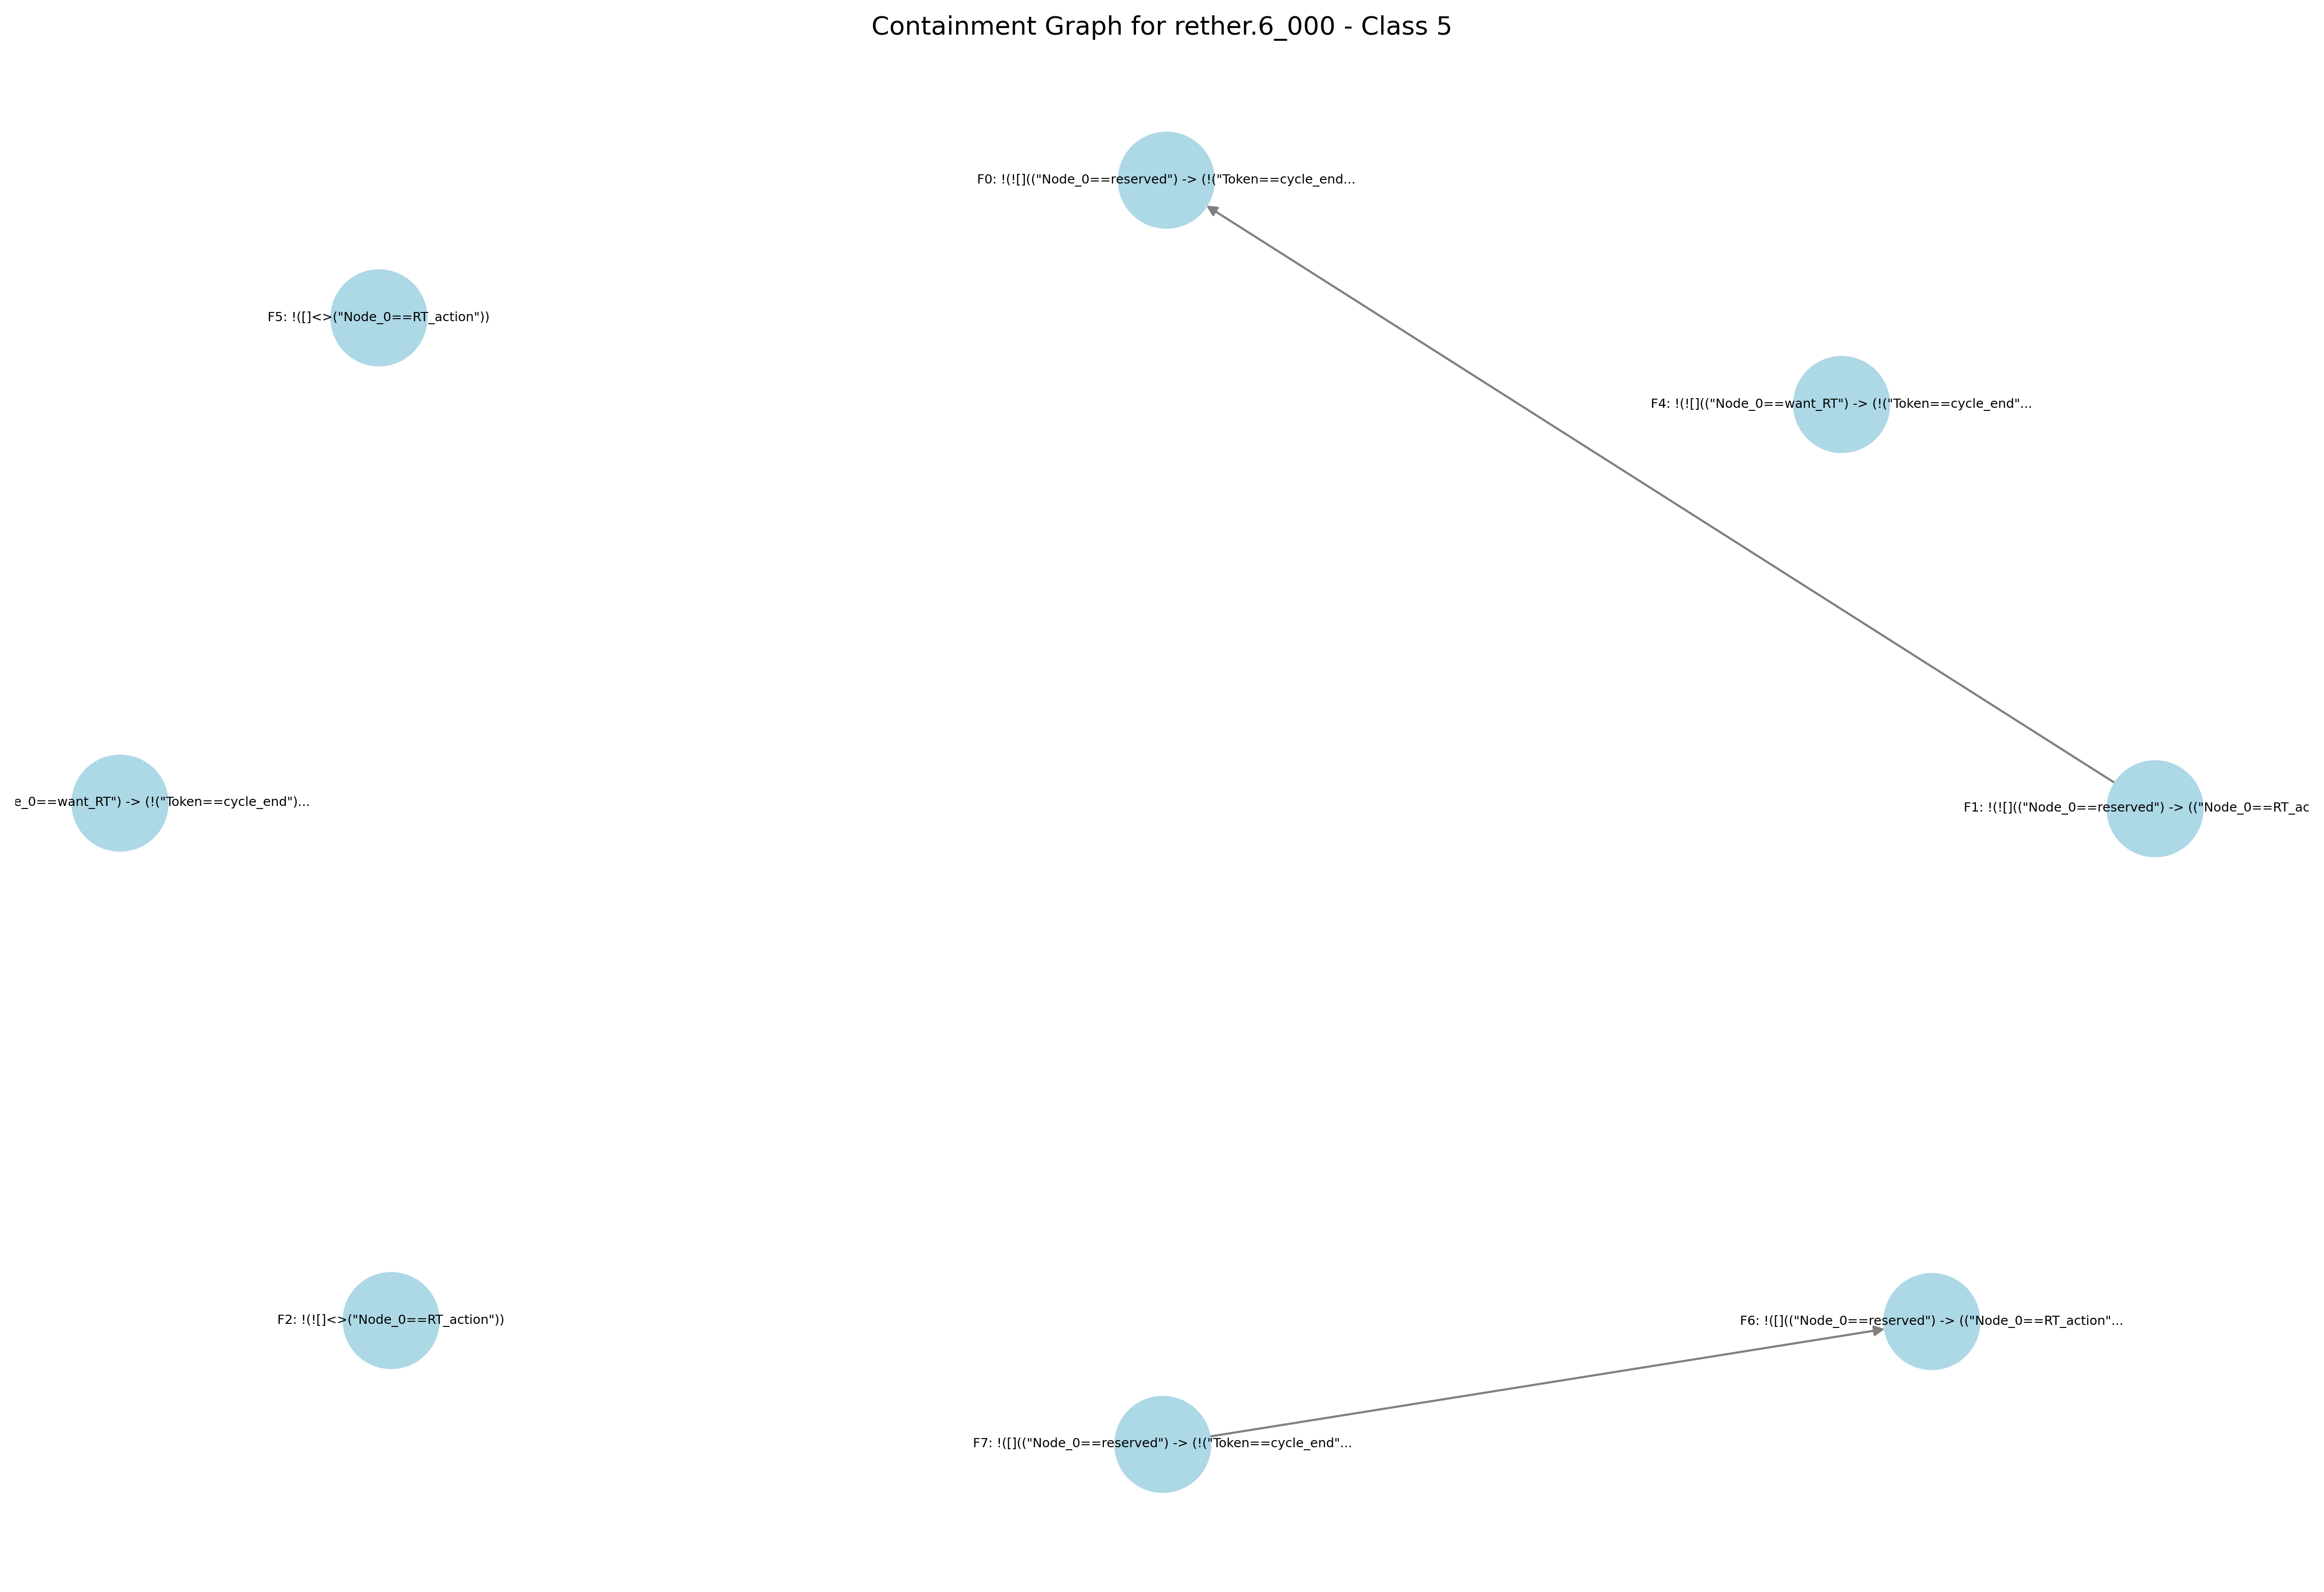 Containment Graph for rether.6_000 - Class 5
F0: !(![](("Node_0==reserved") -> (!("Token==cycle_end...
F5: !([]<>("Node_0==RT_action"))
F4: !(![](("Node_0==want_RT") -> (!("Token==cycle_end"...
e_0==want_RT") -> (!("Token==cycle_end")...
F1: !(![](("Node_0==reserved") -> (("Node_0==RT_ac
F2: !(![]<>("Node_0==RT_action"))
F6: !([](("Node_0==reserved") -> (("Node_0==RT_action"...
F7: !([](("Node_0==reserved") -> (!("Token==cycle_end"...